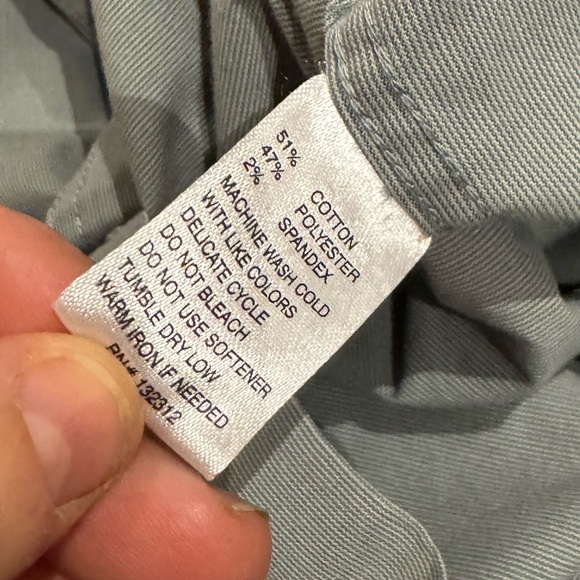 51% COTTON
47% POLYESTER
2% SPANDEX
MACHINE WASH COLD
WITH LIKE COLORS
DELICATE CYCLE
DO NOT BLEACH
DO NOT USE SOFTENER
TUMBLE DRY LOW
WARM IRON IF NEEDED
RN# 132312